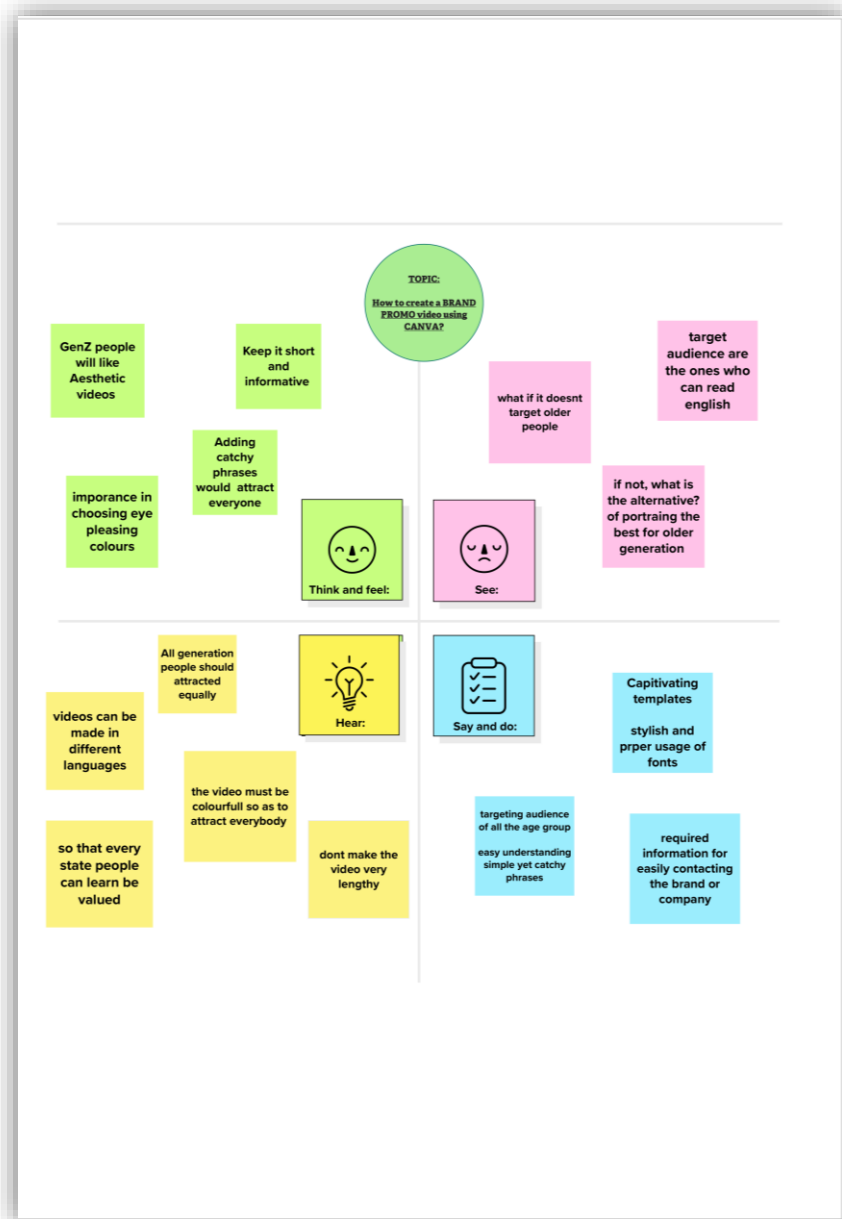 TOPIC:
How to create a BRAND
PROMO video using
CANVA?
GenZ people
will like
Aesthetic
videos
Keep it short
and
informative
Adding
catchy
phrases
would attract
everyone
imporance in
choosing eye
pleasing
colours
Think and feel:
target
audience are
the ones who
can read
english
what if it doesnt
target older
people
if not, what is
the alternative?
of portraing the
best for older
generation
See:
All generation
people should
attracted
equally
videos can be
made in
different
languages
the video must be
colourfull so as to
attract everybody
so that every
state people
can learn be
valued
dont make the
video very
lengthy
Hear:
Say and do:
Capitivating
templates
stylish and
prper usage of
fonts
targeting audience
of all the age group
easy understanding
simple yet catchy
phrases
required
information for
easily contacting
the brand or
company